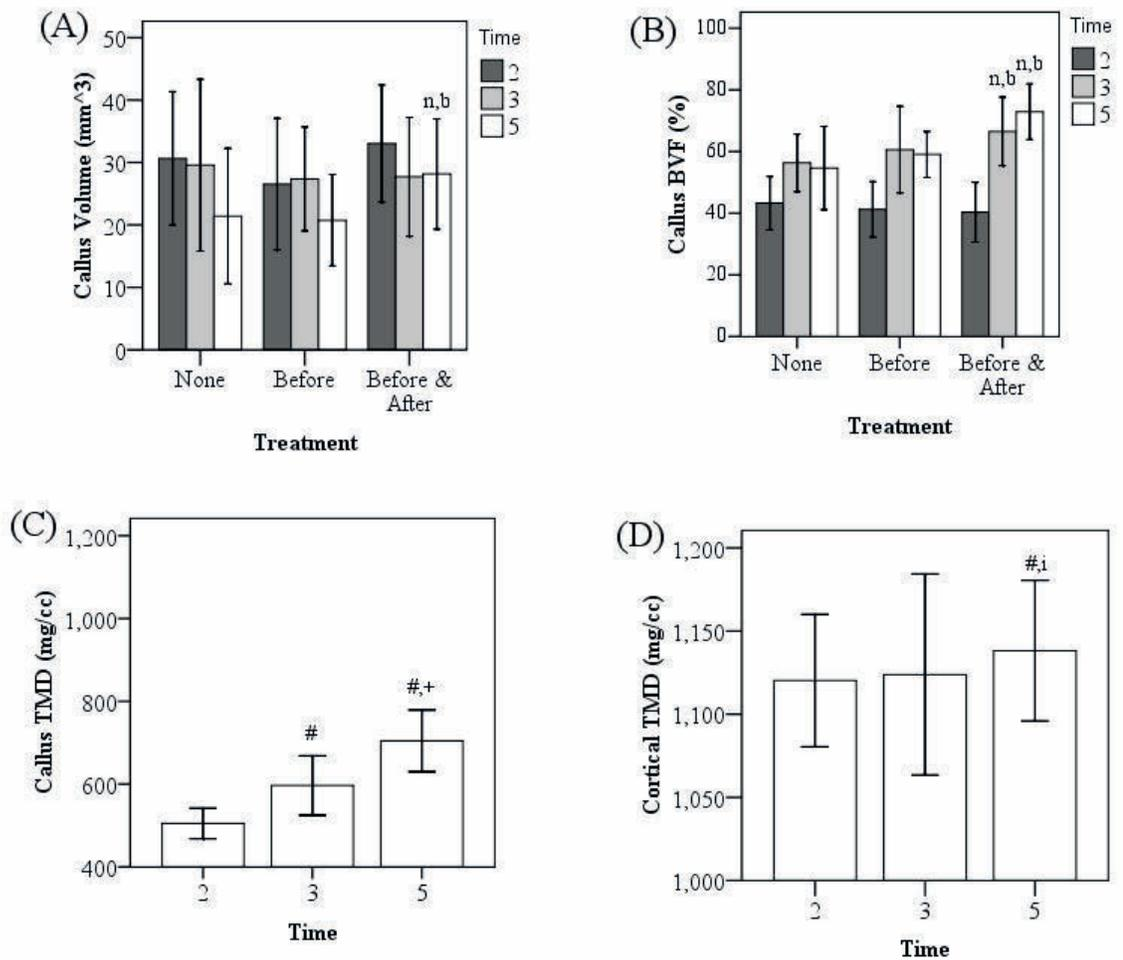 (A)
Callus Volume (mm^3)
50
40
30
20
10
0
n,b
Time
2
3
5
None
Before
Before &
After
Treatment
(B)
Callus BVF (%)
100
80
60
40
20
0
n,b
n,b
Time
2
3
5
None
Before
Before &
After
Treatment
(C)
Callus TMD (mg/cc)
1,200
1,000
800
600
400
#
#,+
2
3
5
Time
(D)
Cortical TMD (mg/cc)
1,200
1,150
1,100
1,050
1,000
#,i
2
3
5
Time